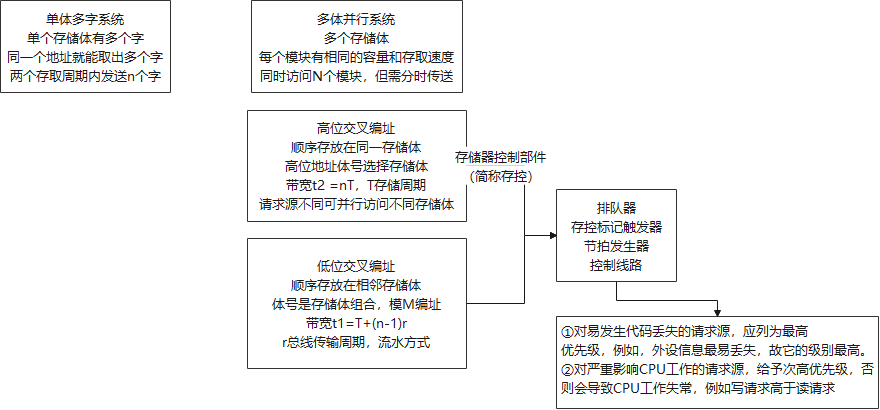 单体多字系统
单个存储体有多个字
同一个地址就能取出多个字
两个存取周期内发送n个字
多体并行系统
多个存储体
每个模块有相同的容量和存取速度
同时访问N个模块，但需分时传送
高位交叉编址
顺序存放在同一存储体
高位地址体号选择存储体
带宽t2 =nT，T存储周期
请求源不同可并行访问不同存储体
存储器控制部件
（简称存控）
排队器
存控标记触发器
节拍发生器
控制线路
低位交叉编址
顺序存放在相邻存储体
体号是存储体组合，模M编址
带宽t1=T+(n-1)r
r总线传输周期，流水方式
①对易发生代码丢失的请求源，应列为最高
优先级，例如，外设信息最易丢失，故它的级别最高。
②对严重影响CPU工作的请求源，给予次高优先级，否
则会导致CPU工作失常，例如写请求高于读请求